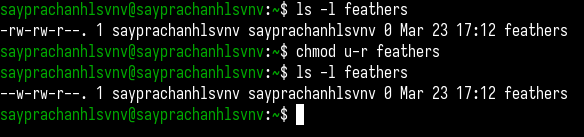 sayprachanhlsvnv@sayprachanhlsvnv:~$ ls -l feathers
-rw-rw-r--. 1 sayprachanhlsvnv sayprachanhlsvnv 0 Mar 23 17:12 feathers
sayprachanhlsvnv@sayprachanhlsvnv:~$ chmod u-r feathers
sayprachanhlsvnv@sayprachanhlsvnv:~$ ls -l feathers
--w-rw-r--. 1 sayprachanhlsvnv sayprachanhlsvnv 0 Mar 23 17:12 feathers
sayprachanhlsvnv@sayprachanhlsvnv:~$